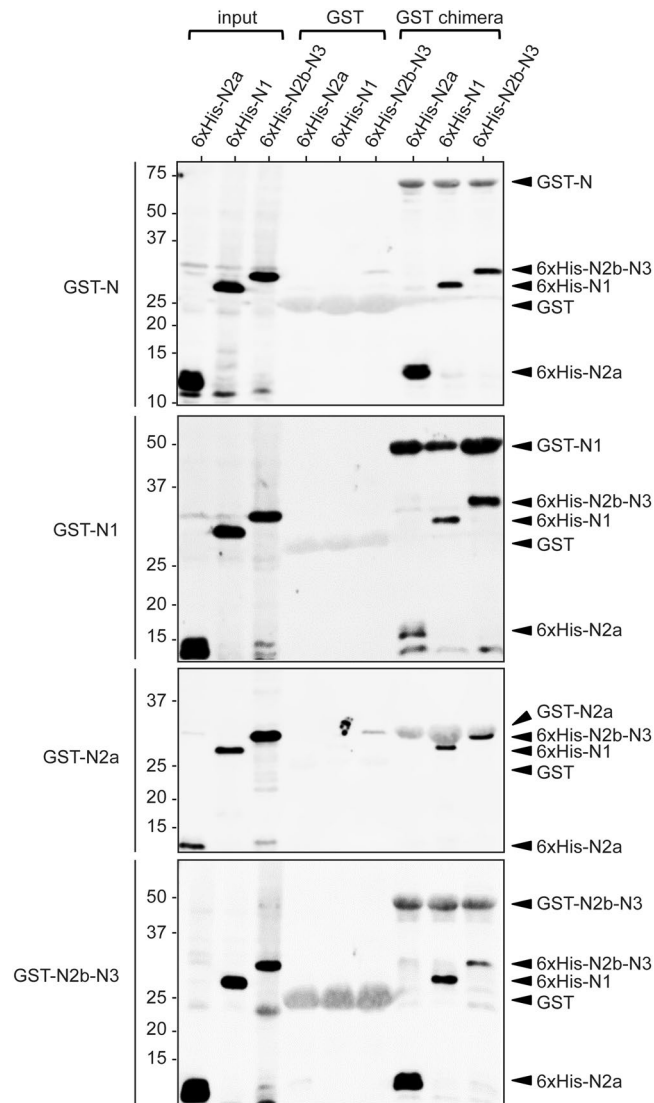 input GST GST chimera
6xHis-N2a 6xHis-N1 6xHis-N2b-N3 6xHis-N2a 6xHis-N1 6xHis-N2b-N3 6xHis-N2a 6xHis-N1 6xHis-N2b-N3
GST-N
75
50
37
25
20
15
10
GST-N
6xHis-N2b-N3
6xHis-N1
GST
6xHis-N2a
GST-N1
50
37
25
20
15
GST-N1
6xHis-N2b-N3
6xHis-N1
GST
6xHis-N2a
GST-N2a
37
25
20
15
GST-N2a
6xHis-N2b-N3
6xHis-N1
GST
6xHis-N2a
GST-N2b-N3
50
37
25
20
15
GST-N2b-N3
6xHis-N2b-N3
6xHis-N1
GST
6xHis-N2a